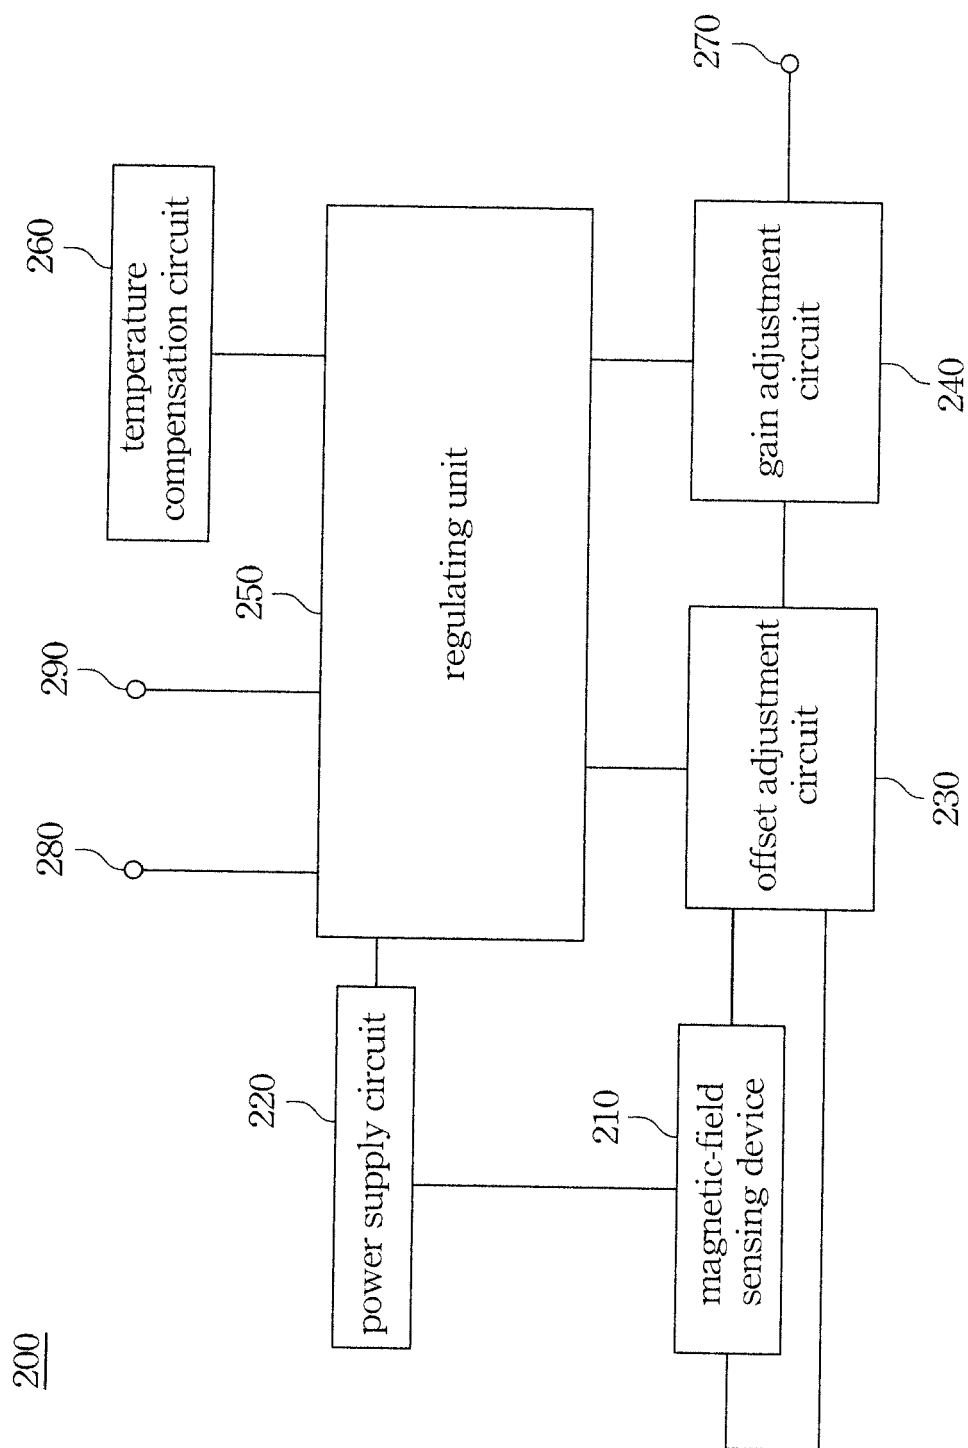 200
280
290
260
temperature
compensation circuit
220
power supply circuit
250
regulating unit
210
magnetic-field
sensing device
offset adjustment
circuit
230
gain adjustment
circuit
240
270